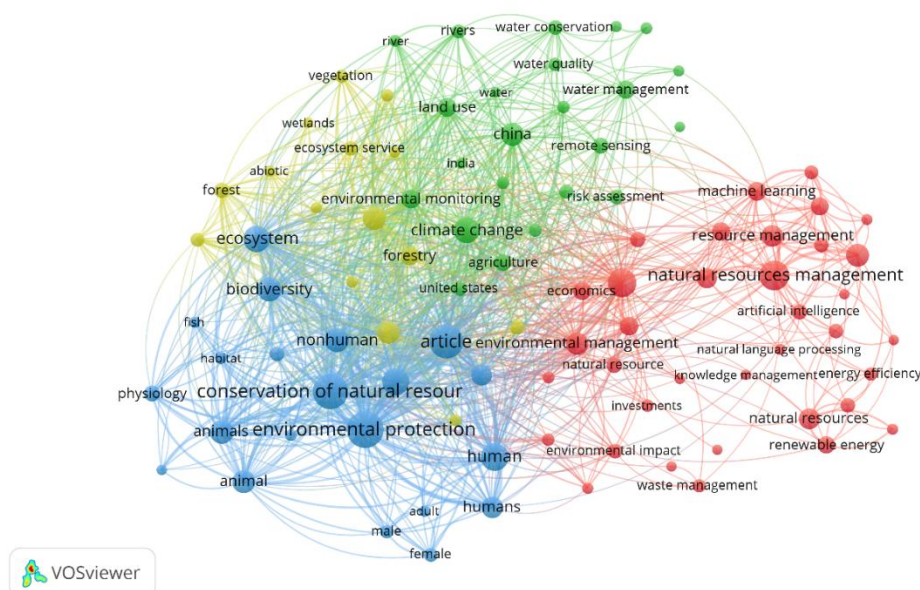 rivers
water conservation
river
water quality
vegetation
water management
water
land use
wetlands
china
ecosystem service
remote sensing
india
abiotic
forest
environmental monitoring
risk assessment
machine learning
ecosystem
climate change
resource management
forestry
agriculture
natural resources management
biodiversity
united states
economics
artificial intelligence
fish
nonhuman
article
environmental management
natural language processing
habitat
natural resource
knowledge management
energy efficiency
physiology
conservation of natural resour
investments
animals
environmental protection
natural resources
renewable energy
human
environmental impact
animal
waste management
humans
adult
male
female
VOSviewer